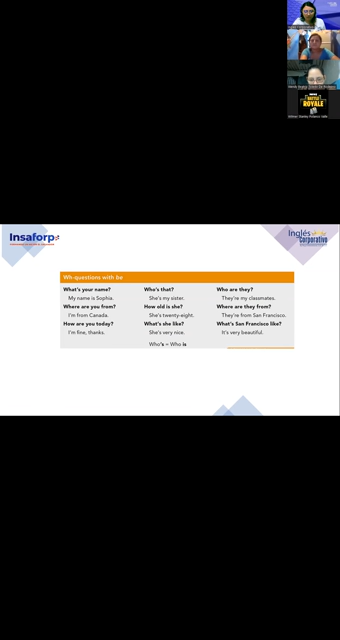 BATTLE
ROYALE
Insaforp
Inglés
Corporativo
Wh-questions with be
What's your name?
My name is Sophia.
Where are you from?
I'm from Canada.
How are you today?
I'm fine, thanks.
Who's that?
She's my sister.
How old is she?
She's twenty-eight.
What's she like?
She's very nice.
Who are they?
They're my classmates.
Where are they from?
They're from San Francisco.
What's San Francisco like?
It's very beautiful.
Who's = Who is